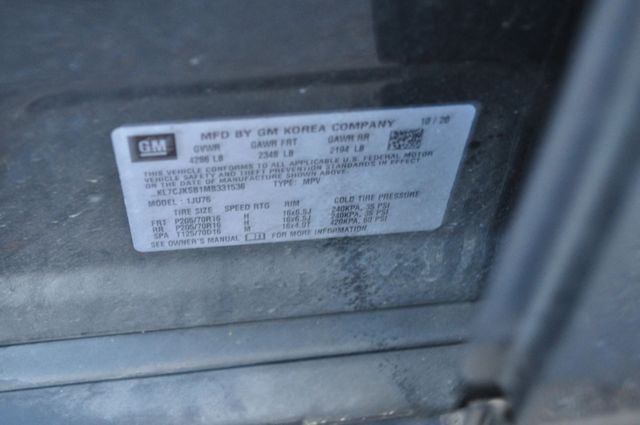 GM MFD BY GM KOREA COMPANY 10/20
GVWR GAWR FRT GAWR RR
4286 LB 2348 LB 2194 LB
THIS VEHICLE CONFORMS TO ALL APPLICABLE U.S. FEDERAL MOTOR
VEHICLE SAFETY AND THEFT PREVENTION STANDARDS IN EFFECT
ON THE DATE OF MANUFACTURE SHOWN ABOVE.
KL7CJKSB1MB331536 TYPE: MPV
1JU76
TIRE SIZE SPEED RTG RIM COLD TIRE PRESSURE
FRT P205/70R16 H 16x6.5J 240KPA, 35 PSI
RR P205/70R16 H 16x6.5J 240KPA, 35 PSI
SPA T125/70D16 M 16x4.0T 420KPA, 60 PSI
SEE OWNER'S MANUAL FOR MORE INFORMATION